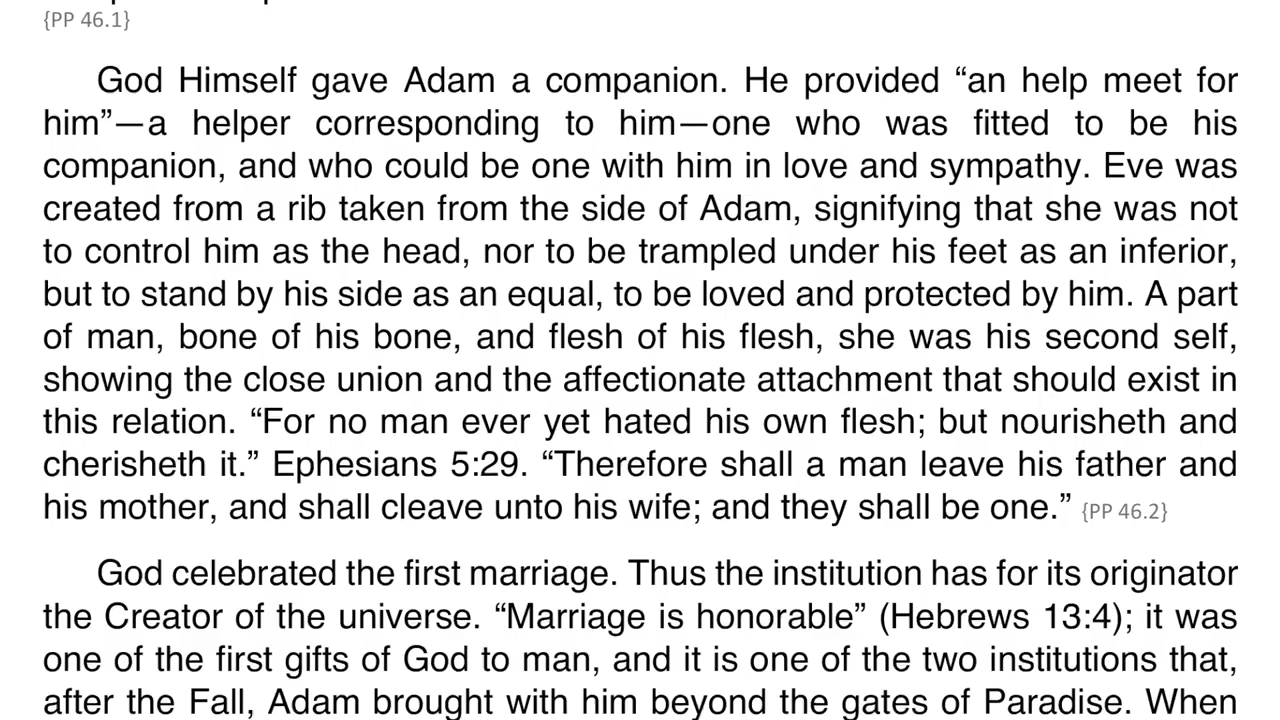 {PP 46.1}
God Himself gave Adam a companion. He provided “an help meet for
him”—a helper corresponding to him—one who was fitted to be his
companion, and who could be one with him in love and sympathy. Eve was
created from a rib taken from the side of Adam, signifying that she was not
to control him as the head, nor to be trampled under his feet as an inferior,
but to stand by his side as an equal, to be loved and protected by him. A part
of man, bone of his bone, and flesh of his flesh, she was his second self,
showing the close union and the affectionate attachment that should exist in
this relation. “For no man ever yet hated his own flesh; but nourisheth and
cherisheth it.” Ephesians 5:29. “Therefore shall a man leave his father and
his mother, and shall cleave unto his wife; and they shall be one.” {PP 46.2}
God celebrated the first marriage. Thus the institution has for its originator
the Creator of the universe. “Marriage is honorable” (Hebrews 13:4); it was
one of the first gifts of God to man, and it is one of the two institutions that,
after the Fall, Adam brought with him beyond the gates of Paradise. When